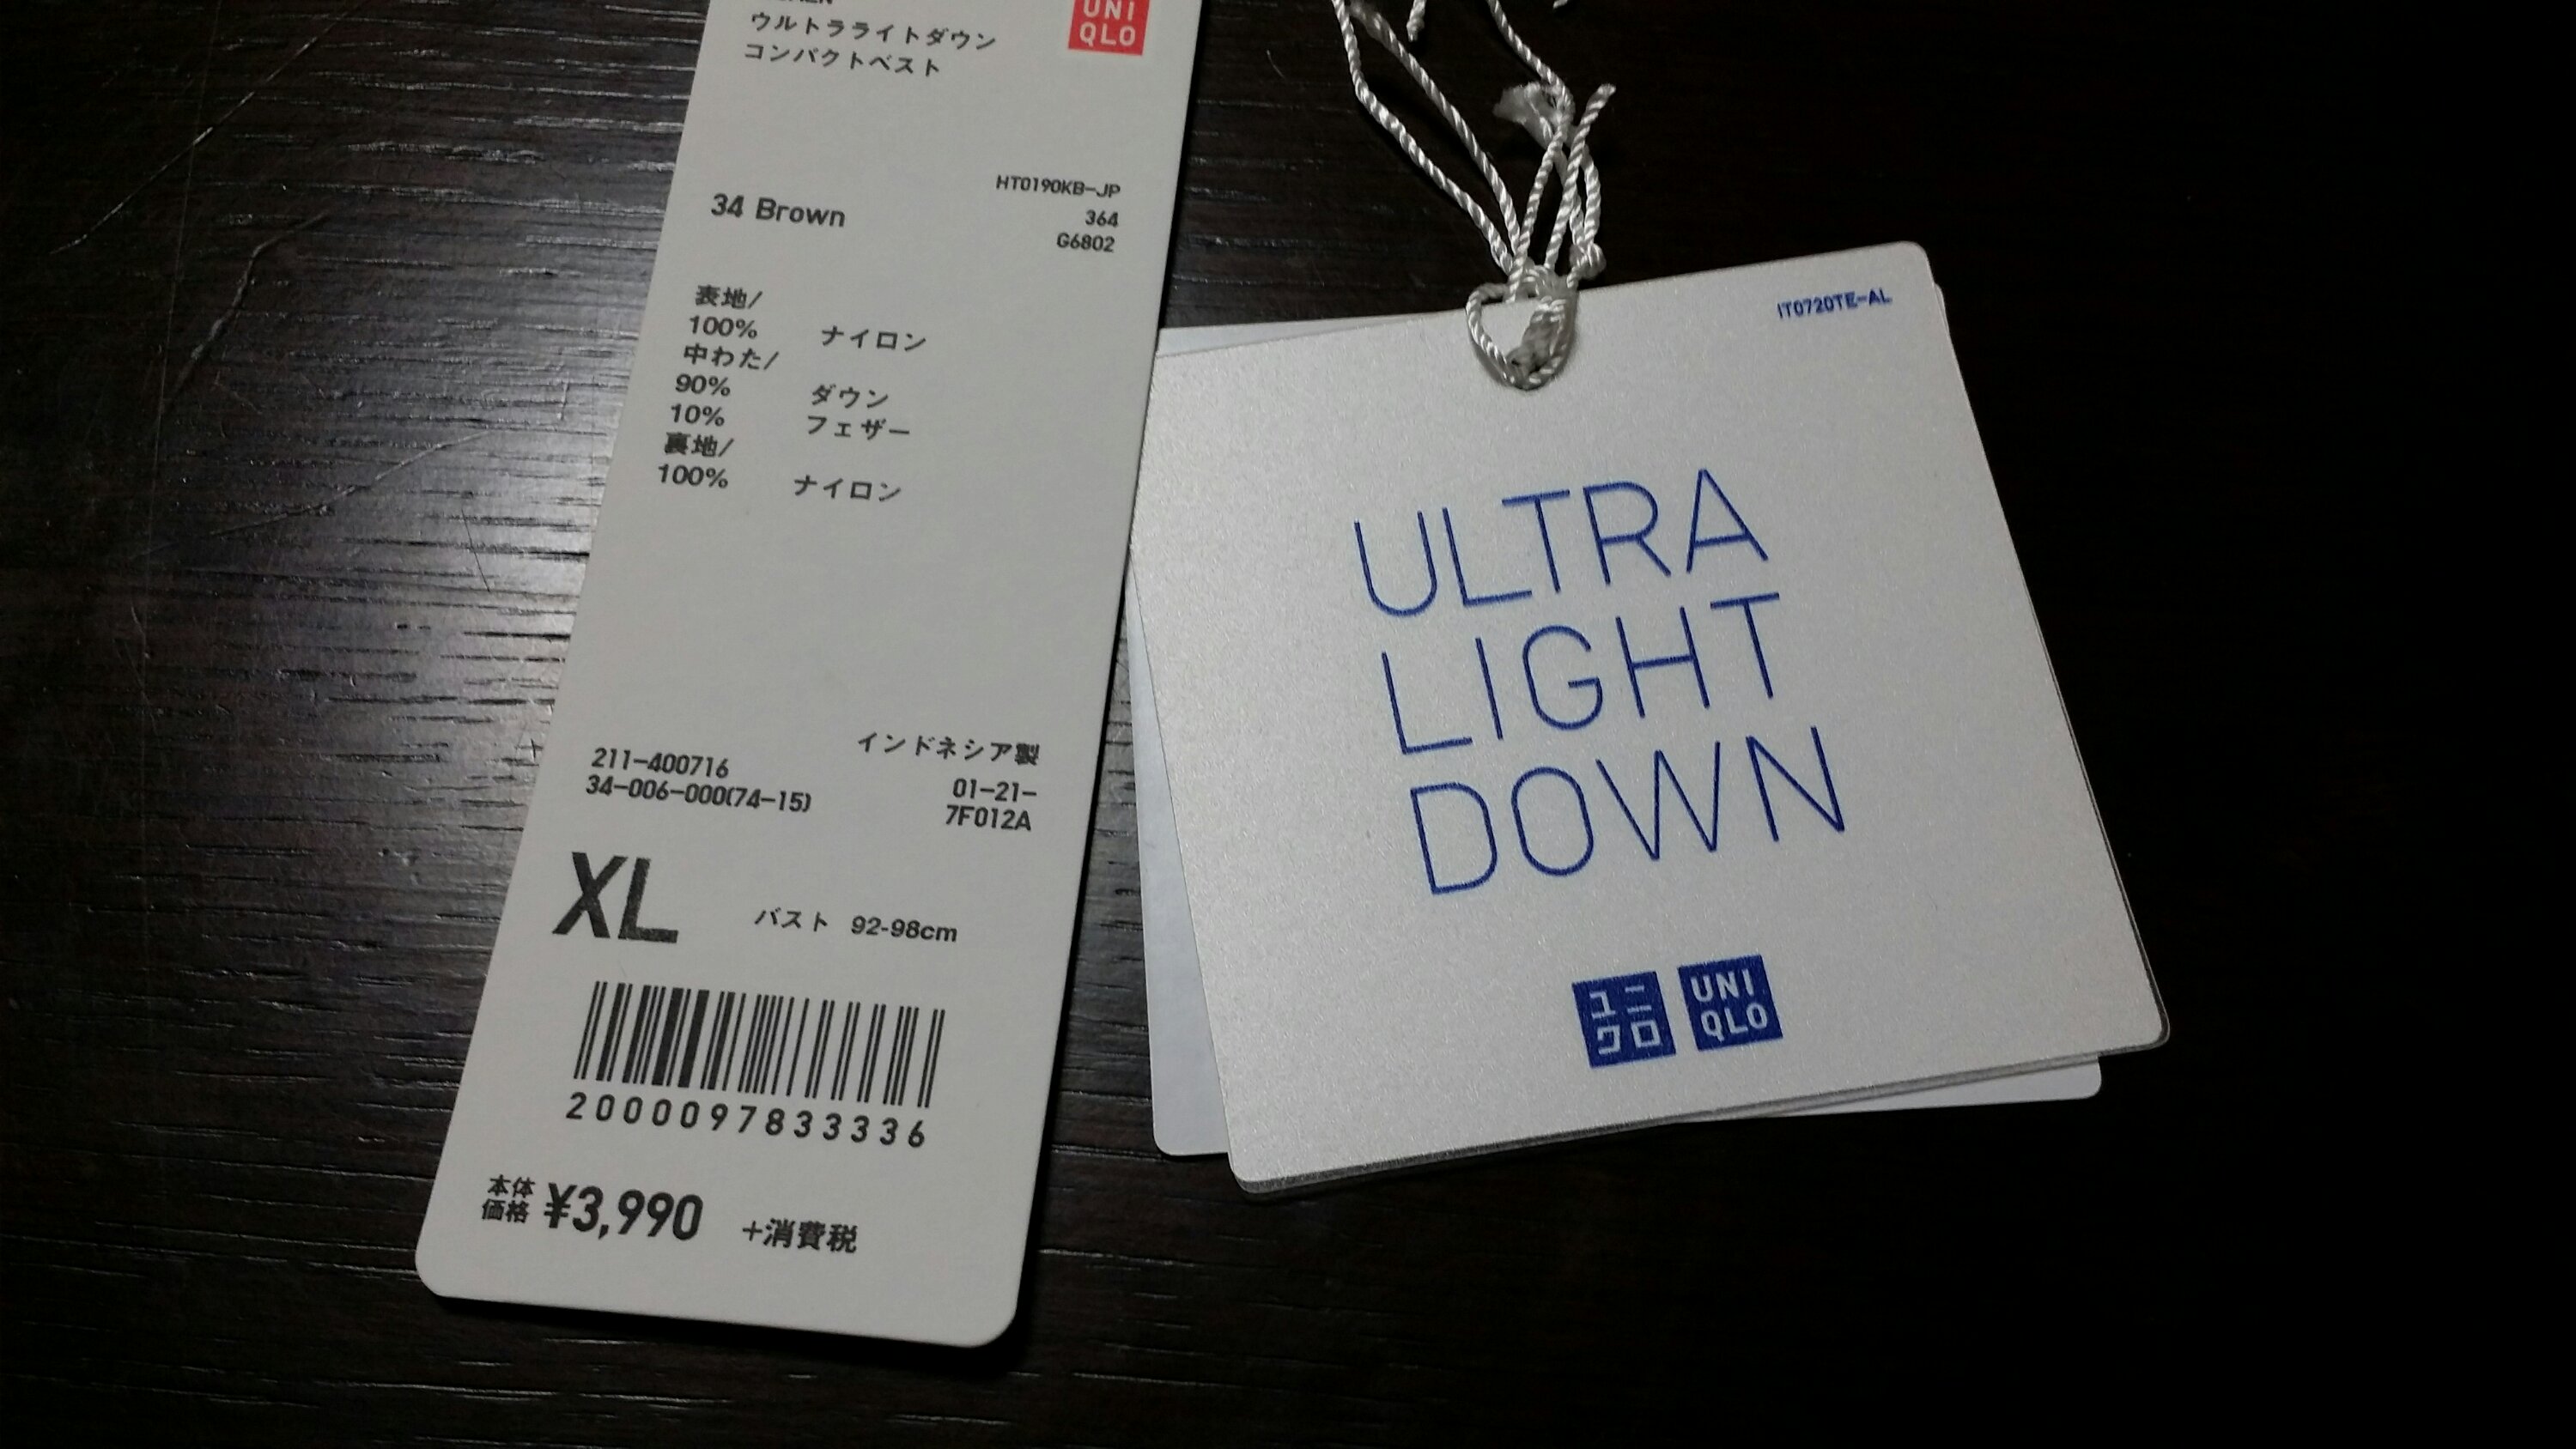 ウルトラライトダウン
コンパクトベスト
UNI
QLO
HT0190KB-JP
34 Brown
364
G6802
表地/
100% ナイロン
中わた/
90% ダウン
10% フェザー
裏地/
100% ナイロン
インドネシア製
211-400716
01-21-
34-006-000(74-15)
7F012A
XL バスト 92-98cm
2000097833336
本体
価格 ¥3,990 +消費税
IT0720TE-AL
ULTRA
LIGHT
DOWN
ユニ
クロ
UNI
QLO